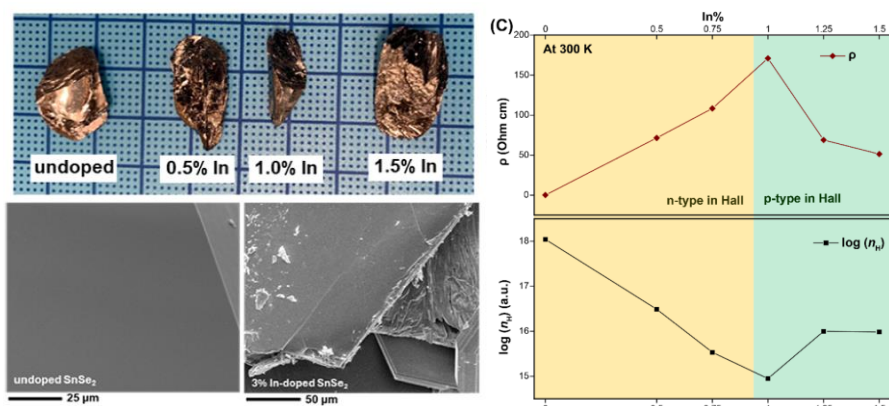 undoped
0.5% In
1.0% In
1.5% In
undoped SnSe₂
25 µm
3% In-doped SnSe₂
50 µm
(C)
In%
0 0.5 0.75 1 1.25 1.5
At 300 K
ρ
ρ (Ohm cm)
200
150
100
50
0
n-type in Hall
p-type in Hall
log (n_H)
log (n_H) (a.u.)
18
17
16
15